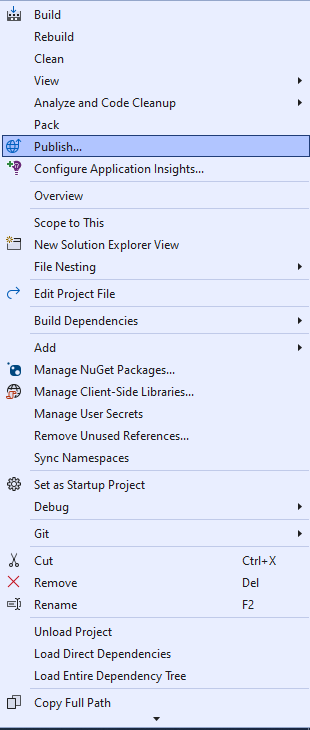 Build
Rebuild
Clean
View
Analyze and Code Cleanup
Pack
Publish...
Configure Application Insights...
Overview
Scope to This
New Solution Explorer View
File Nesting
Edit Project File
Build Dependencies
Add
Manage NuGet Packages...
Manage Client-Side Libraries...
Manage User Secrets
Remove Unused References...
Sync Namespaces
Set as Startup Project
Debug
Git
Cut Ctrl+X
Remove Del
Rename F2
Unload Project
Load Direct Dependencies
Load Entire Dependency Tree
Copy Full Path